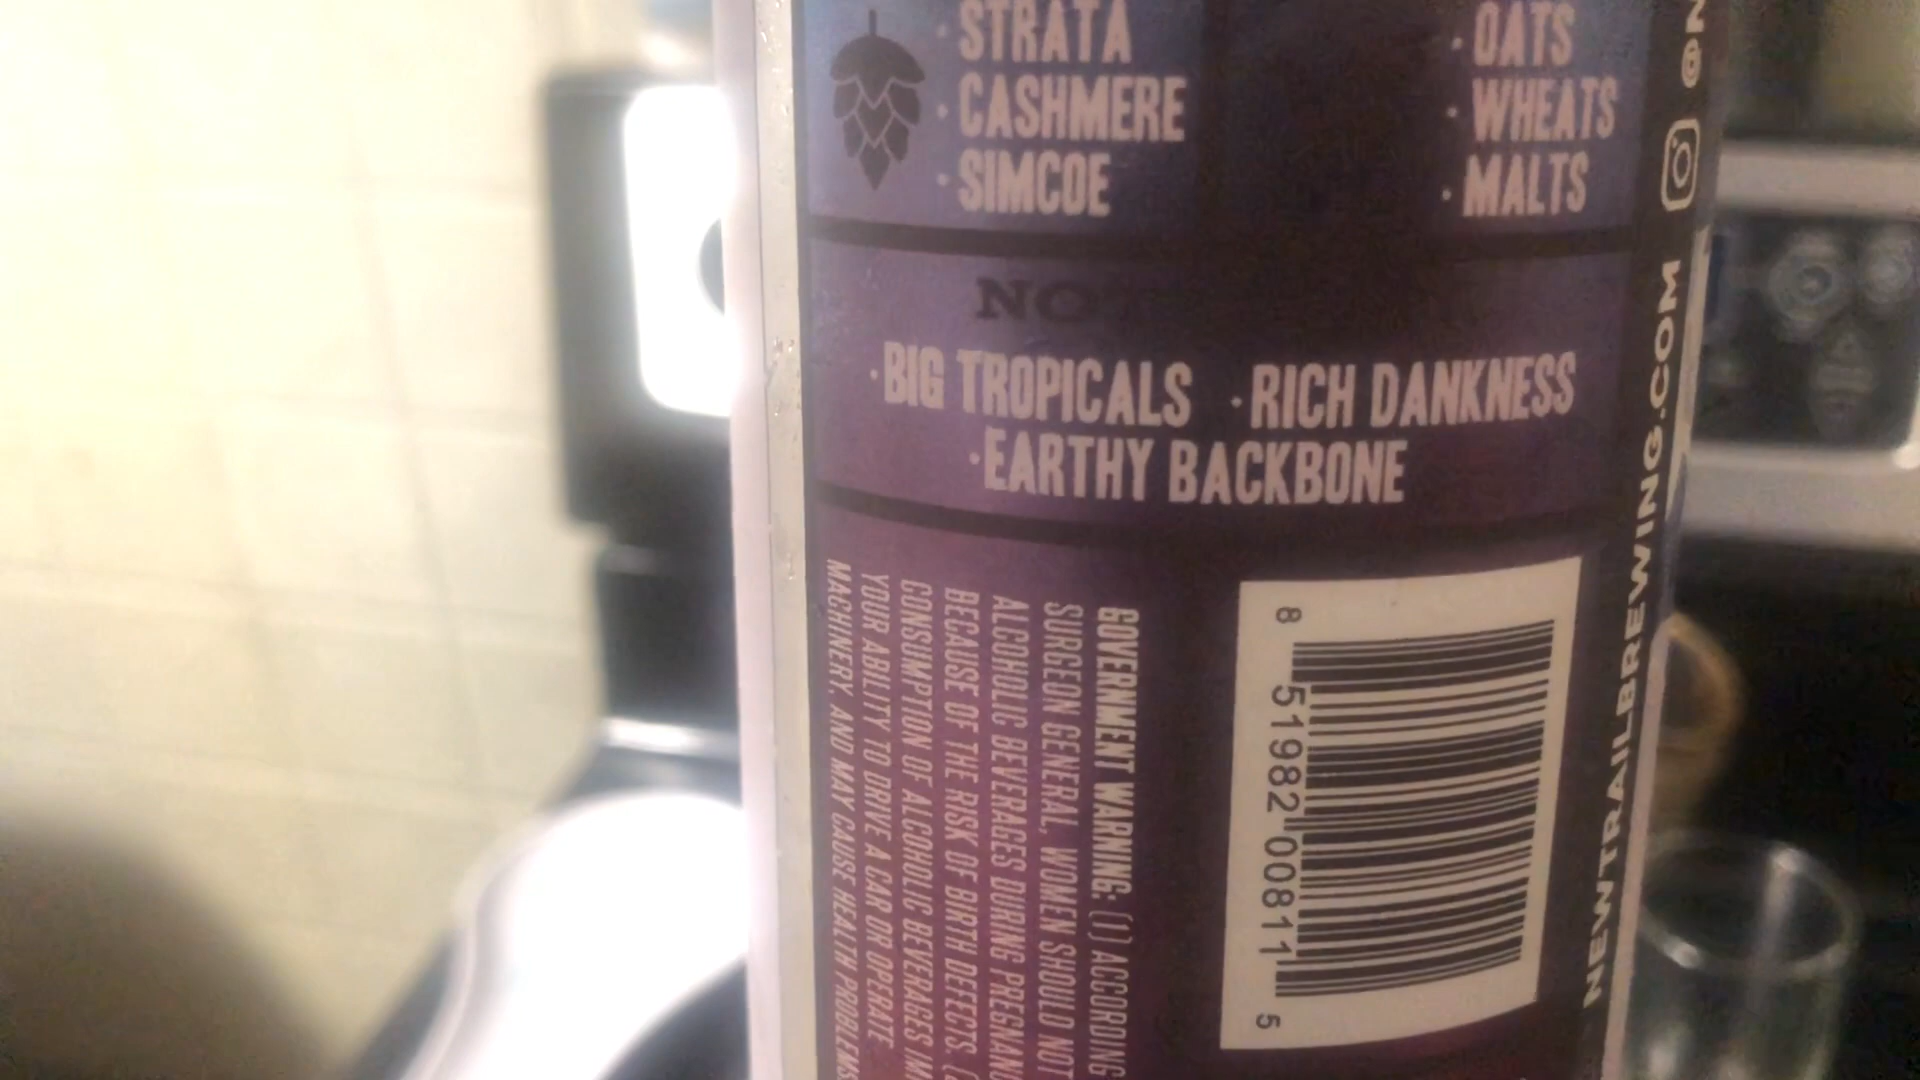 · STRATA
· CASHMERE
· SIMCOE
· OATS
· WHEATS
· MALTS
· BIG TROPICALS · RICH DANKNESS
· EARTHY BACKBONE
GOVERNMENT WARNING: (1) ACCORDING
SURGEON GENERAL, WOMEN SHOULD NOT
ALCOHOLIC BEVERAGES DURING
BECAUSE OF THE RISK OF BIRTH DEFECTS.
CONSUMPTION OF ALCOHOLIC BEVERAGES
YOUR ABILITY TO DRIVE A CAR OR OPERATE
MACHINERY, AND MAY CAUSE HEALTH PROBLEMS
8 51982 00811 5
NEWTRAILBREWING.COM